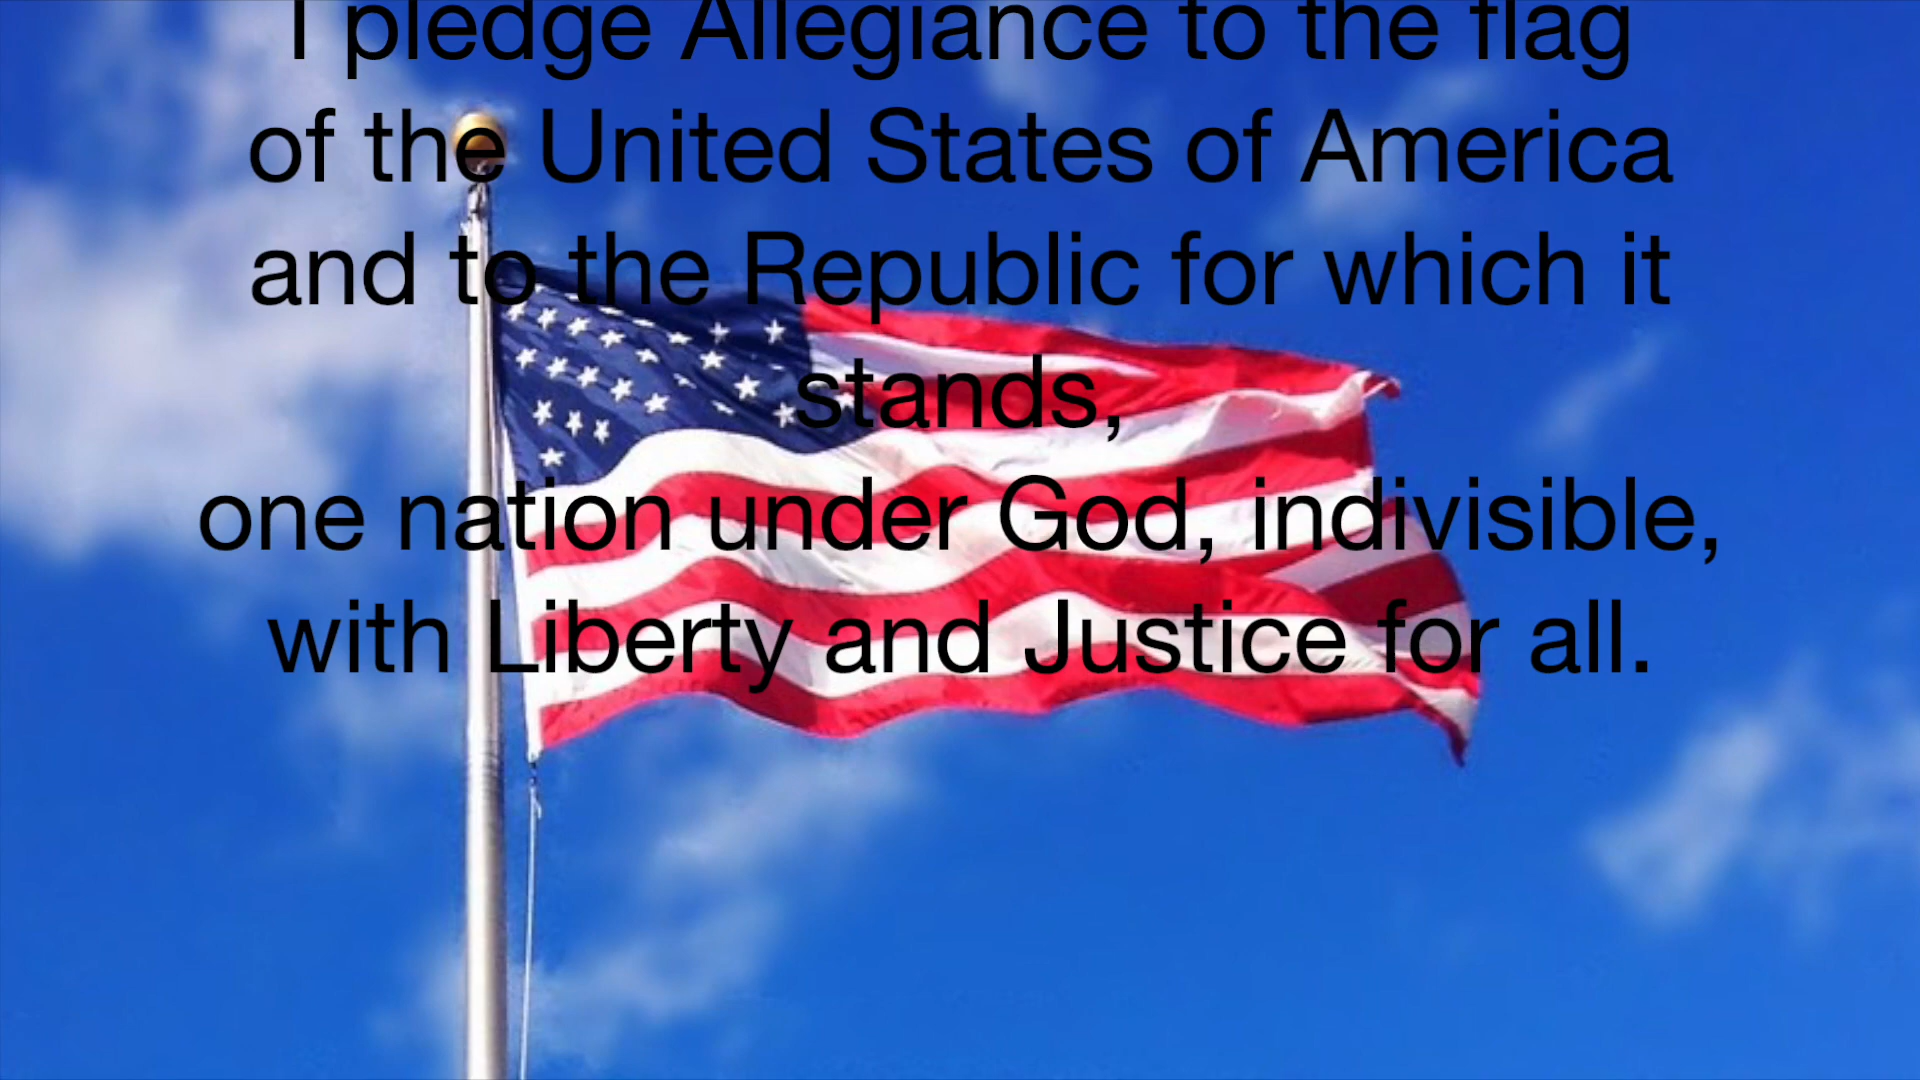 I pledge Allegiance to the flag
of the United States of America
and to the Republic for which it
stands,
one nation under God, indivisible,
with Liberty and Justice for all.